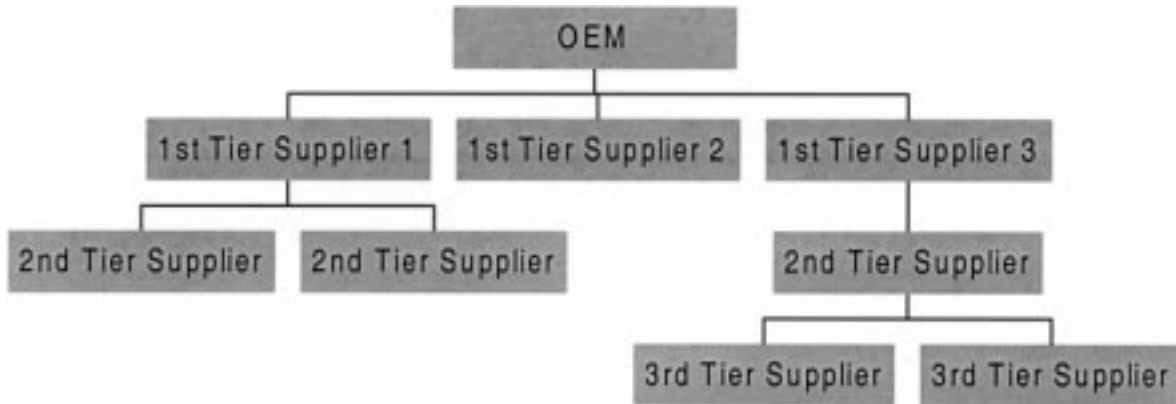 OEM
1st Tier Supplier 1
1st Tier Supplier 2
1st Tier Supplier 3
2nd Tier Supplier
2nd Tier Supplier
2nd Tier Supplier
3rd Tier Supplier
3rd Tier Supplier